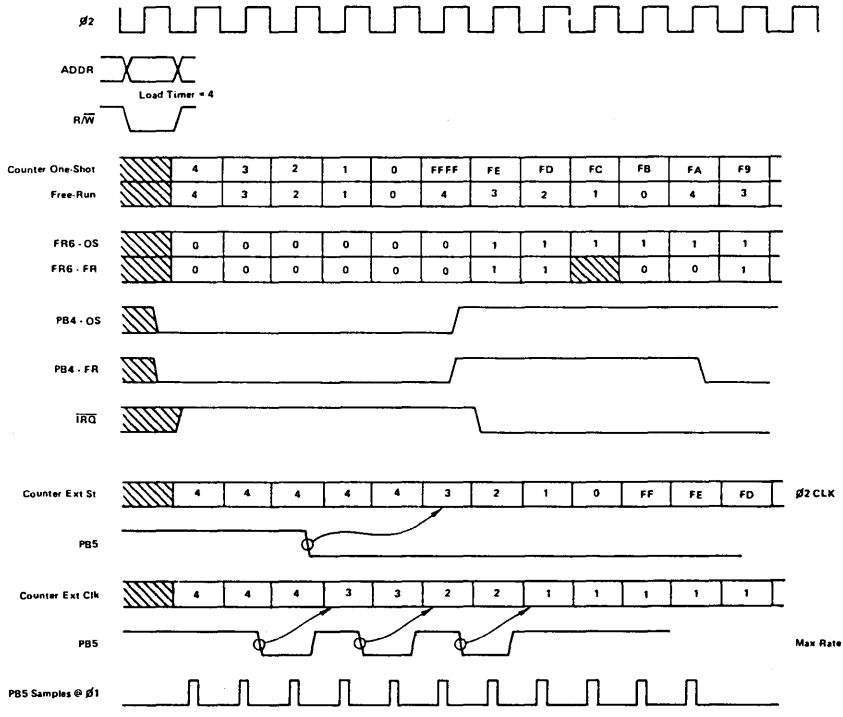 Ø2
ADDR
Load Timer = 4
R/W̅
Counter One-Shot 4 3 2 1 0 FFFF FE FD FC FB FA F9
Free-Run 4 3 2 1 0 4 3 2 1 0 4 3
FR6 - OS 0 0 0 0 0 0 1 1 1 1 1 1
FR6 - FR 0 0 0 0 0 0 1 1 0 0 1
PB4 - OS
PB4 - FR
I̅R̅Q̅
Counter Ext St 4 4 4 4 4 3 2 1 0 FF FE FD Ø2 CLK
PB5
Counter Ext Clk 4 4 4 3 3 2 2 1 1 1 1 1
PB5 Max Rate
PB5 Samples @ Ø1